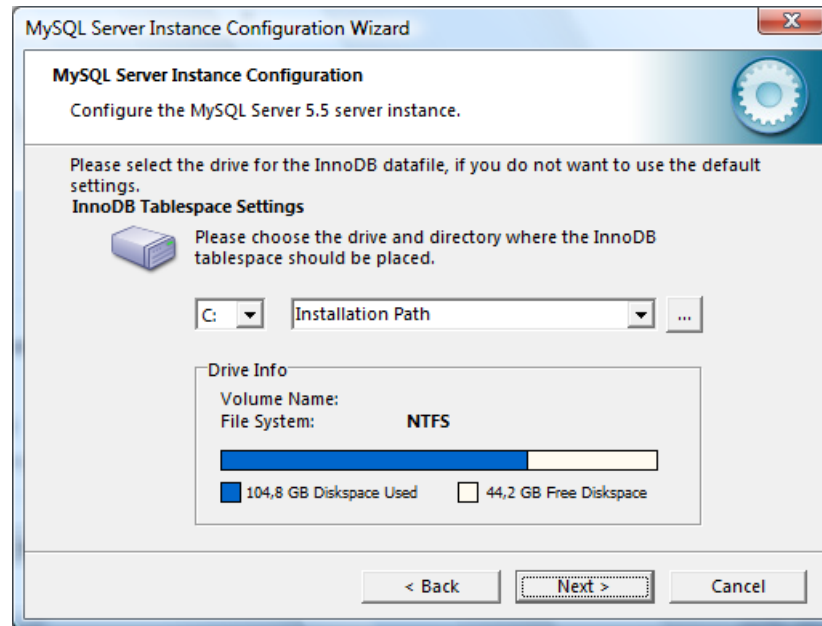 MySQL Server Instance Configuration Wizard
MySQL Server Instance Configuration
Configure the MySQL Server 5.5 server instance.
Please select the drive for the InnoDB datafile, if you do not want to use the default
settings.
InnoDB Tablespace Settings
Please choose the drive and directory where the InnoDB
tablespace should be placed.
C: Installation Path ...
Drive Info
Volume Name:
File System: NTFS
104,8 GB Diskspace Used 44,2 GB Free Diskspace
< Back Next > Cancel